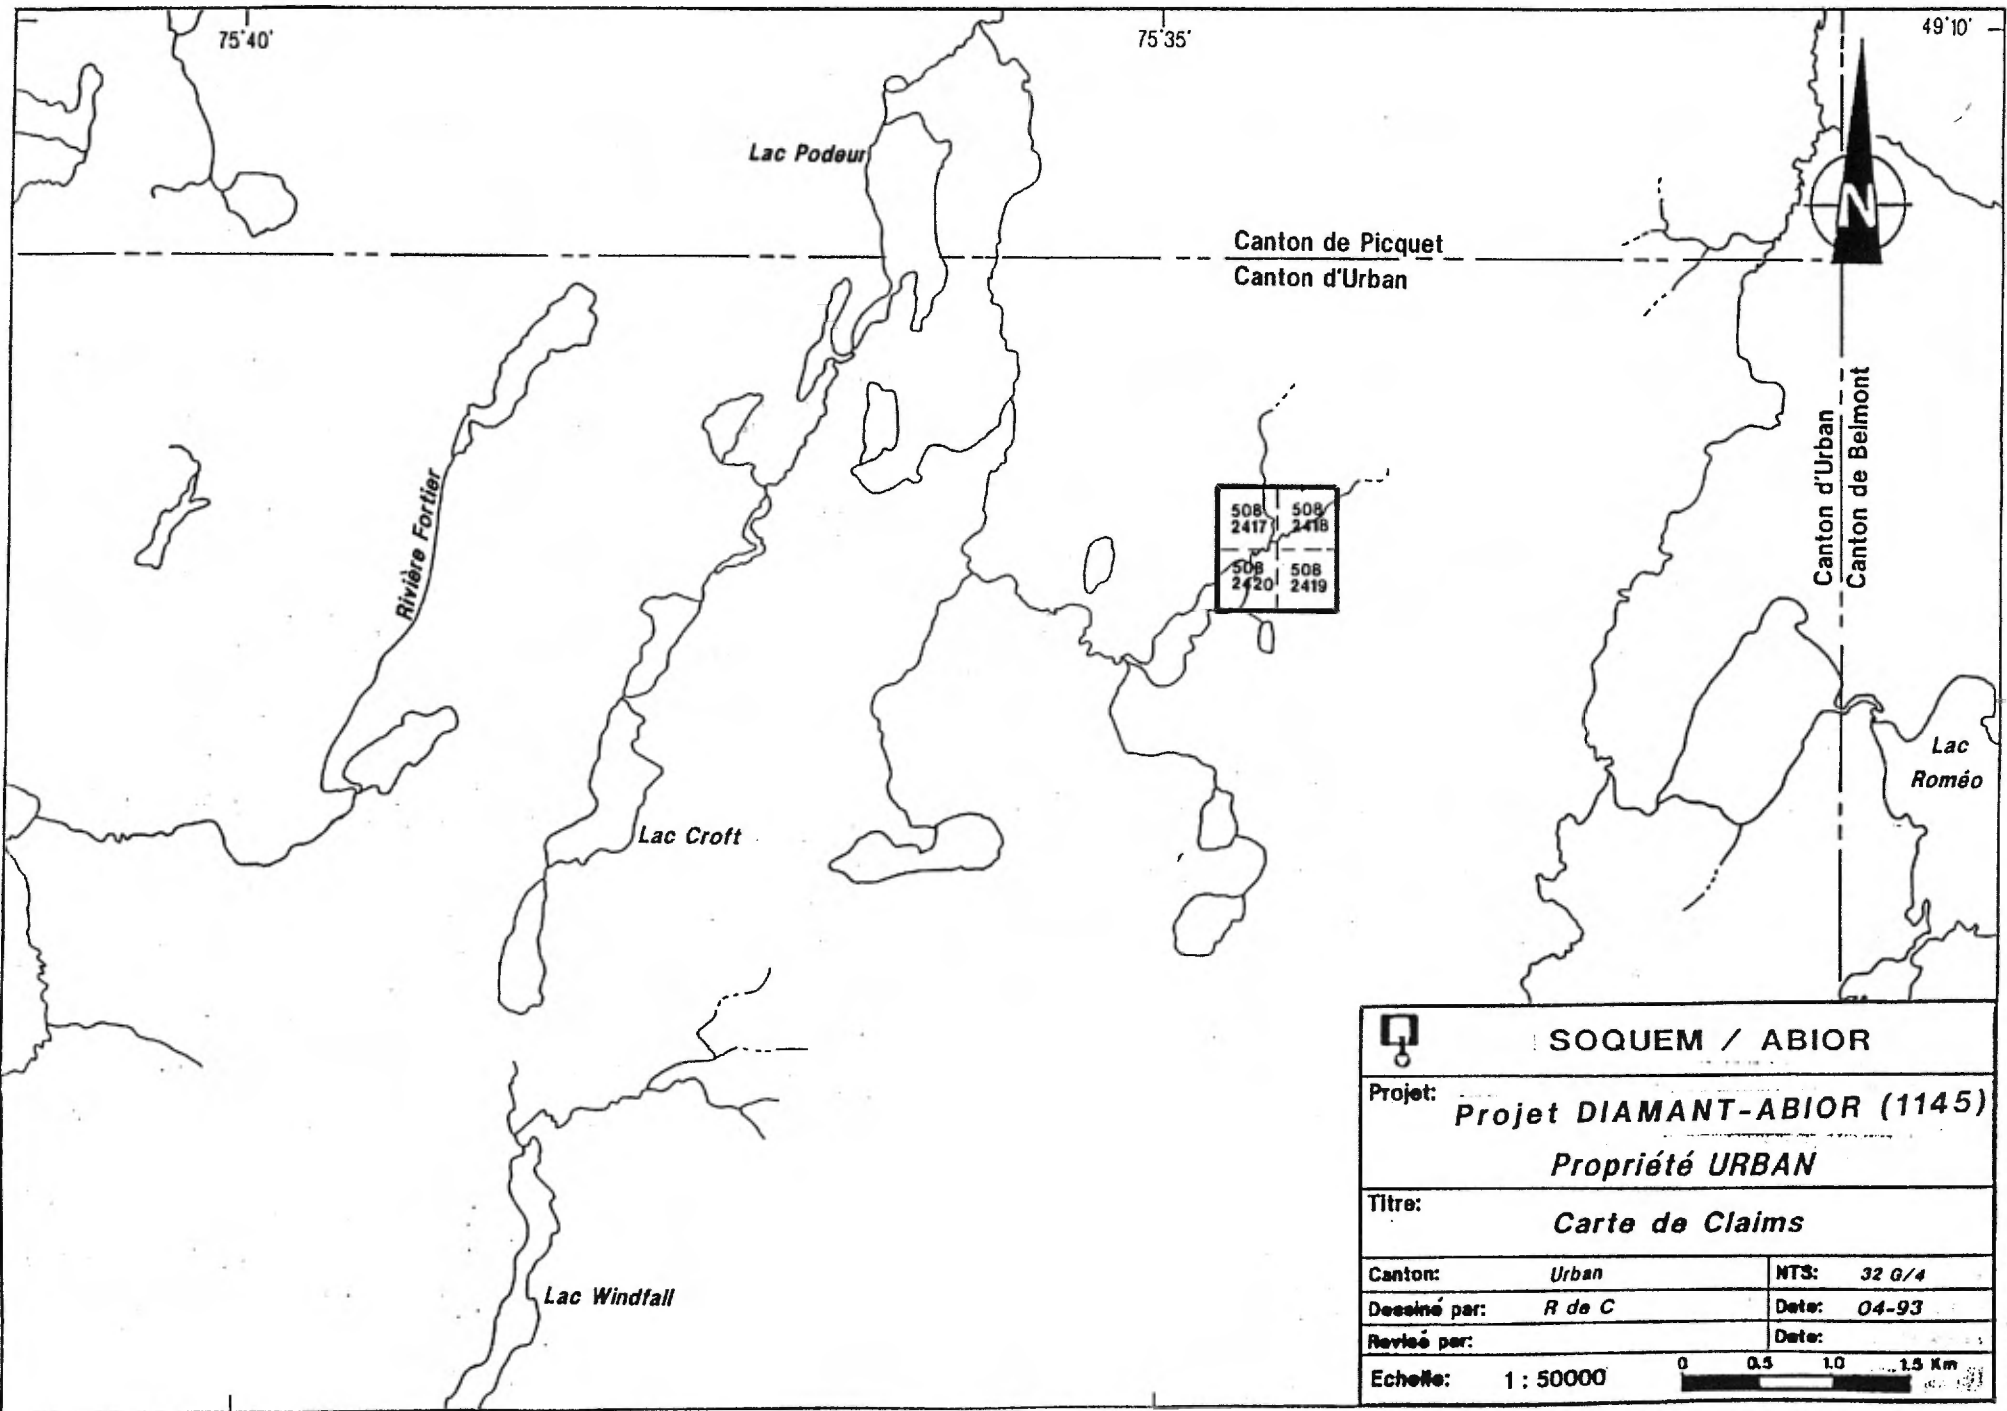 75°40'
75°35'
49°10'
Lac Podeur
N
Canton de Picquet
Canton d'Urban
Canton d'Urban
Canton de Belmont
Rivière Fortier
508 508
2417 2418
508 508
2420 2419
Lac
Roméo
Lac Croft
Lac Windfall
SOQUEM / ABIOR
Projet: Projet DIAMANT-ABIOR (1145)
Propriété URBAN
Titre:
Carte de Claims
Canton: Urban NTS: 32 G/4
Dessiné par: R de C Date: 04-93
Revisé par: Date:
Echelle: 1 : 50000 0 0.5 1.0 1.5 Km